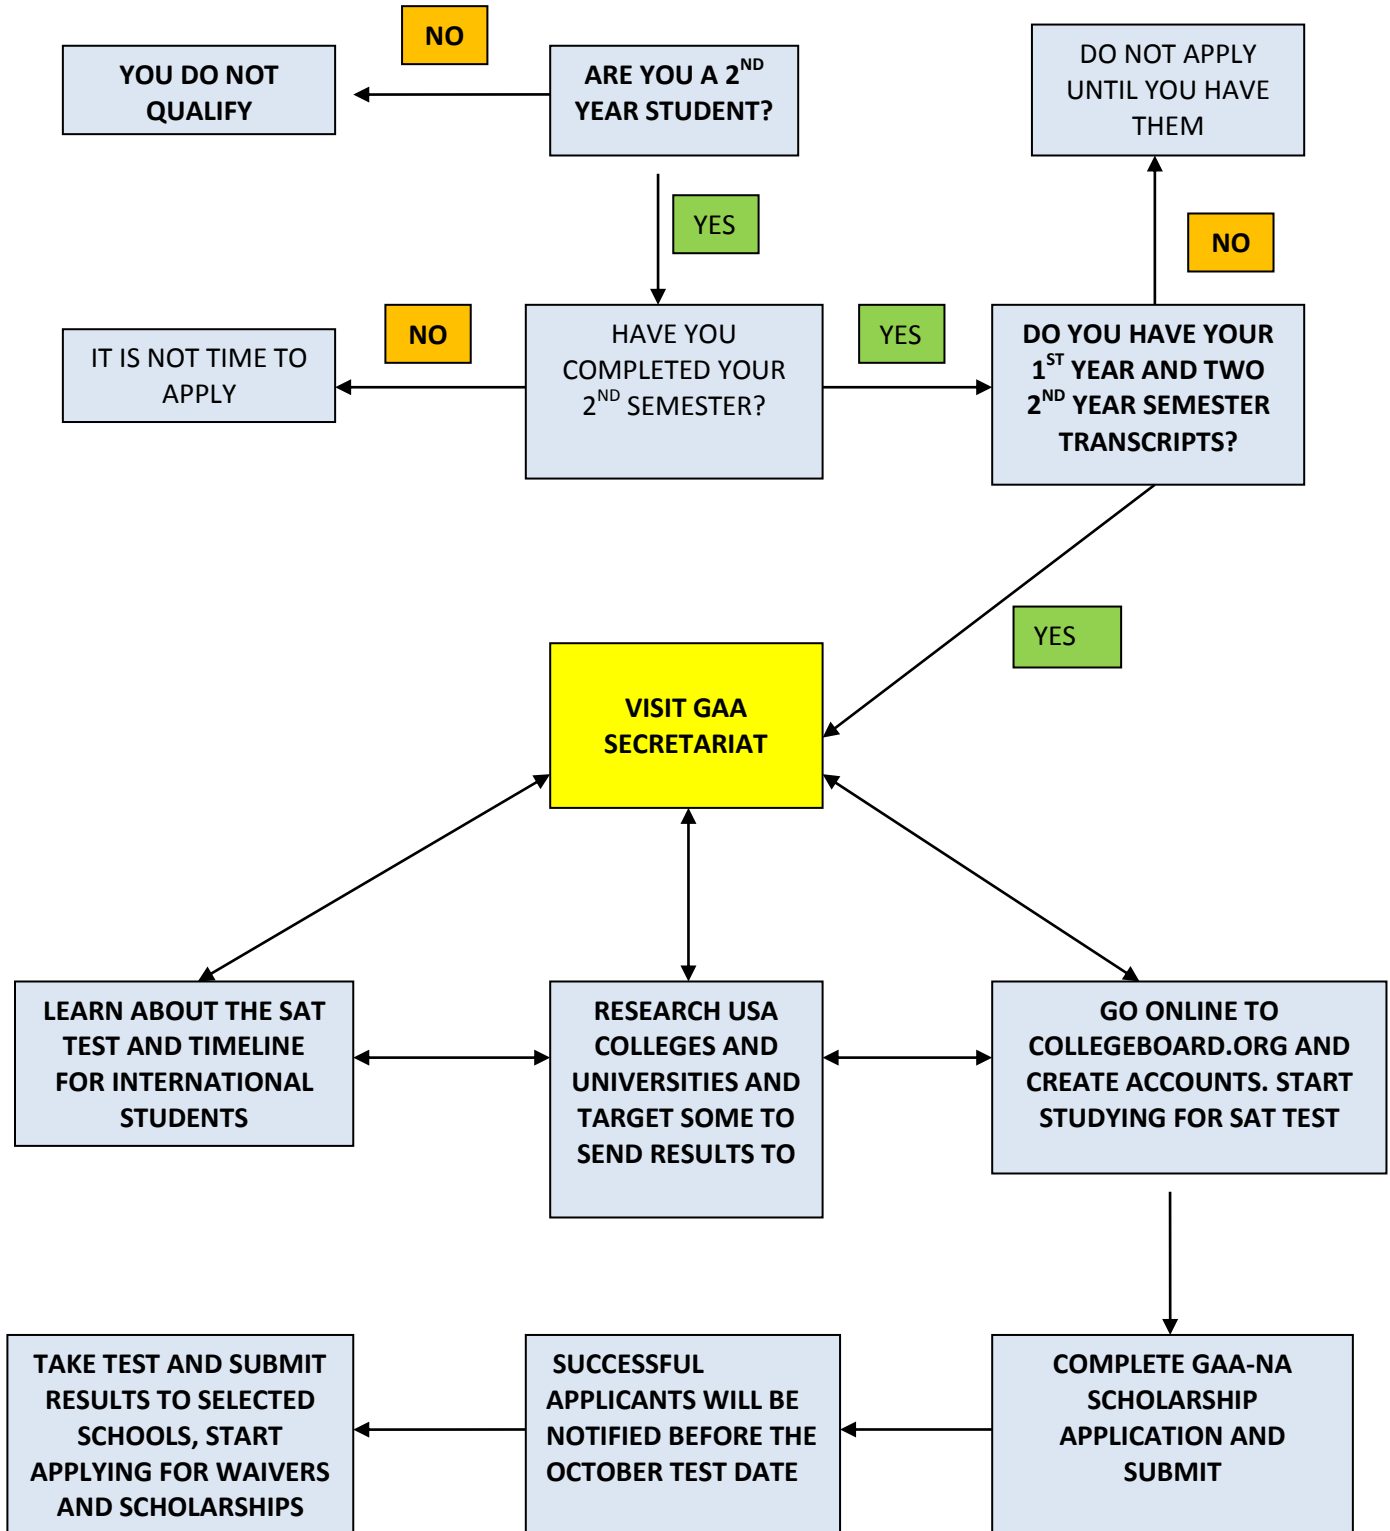 NO
YOU DO NOT
QUALIFY
ARE YOU A 2ND
YEAR STUDENT?
DO NOT APPLY
UNTIL YOU HAVE
THEM
YES
NO
IT IS NOT TIME TO
APPLY
NO
HAVE YOU
COMPLETED YOUR
2ND SEMESTER?
YES
DO YOU HAVE YOUR
1ST YEAR AND TWO
2ND YEAR SEMESTER
TRANSCRIPTS?
YES
VISIT GAA
SECRETARIAT
LEARN ABOUT THE SAT
TEST AND TIMELINE
FOR INTERNATIONAL
STUDENTS
RESEARCH USA
COLLEGES AND
UNIVERSITIES AND
TARGET SOME TO
SEND RESULTS TO
GO ONLINE TO
COLLEGEBOARD.ORG AND
CREATE ACCOUNTS. START
STUDYING FOR SAT TEST
TAKE TEST AND SUBMIT
RESULTS TO SELECTED
SCHOOLS, START
APPLYING FOR WAIVERS
AND SCHOLARSHIPS
SUCCESSFUL
APPLICANTS WILL BE
NOTIFIED BEFORE THE
OCTOBER TEST DATE
COMPLETE GAA-NA
SCHOLARSHIP
APPLICATION AND
SUBMIT